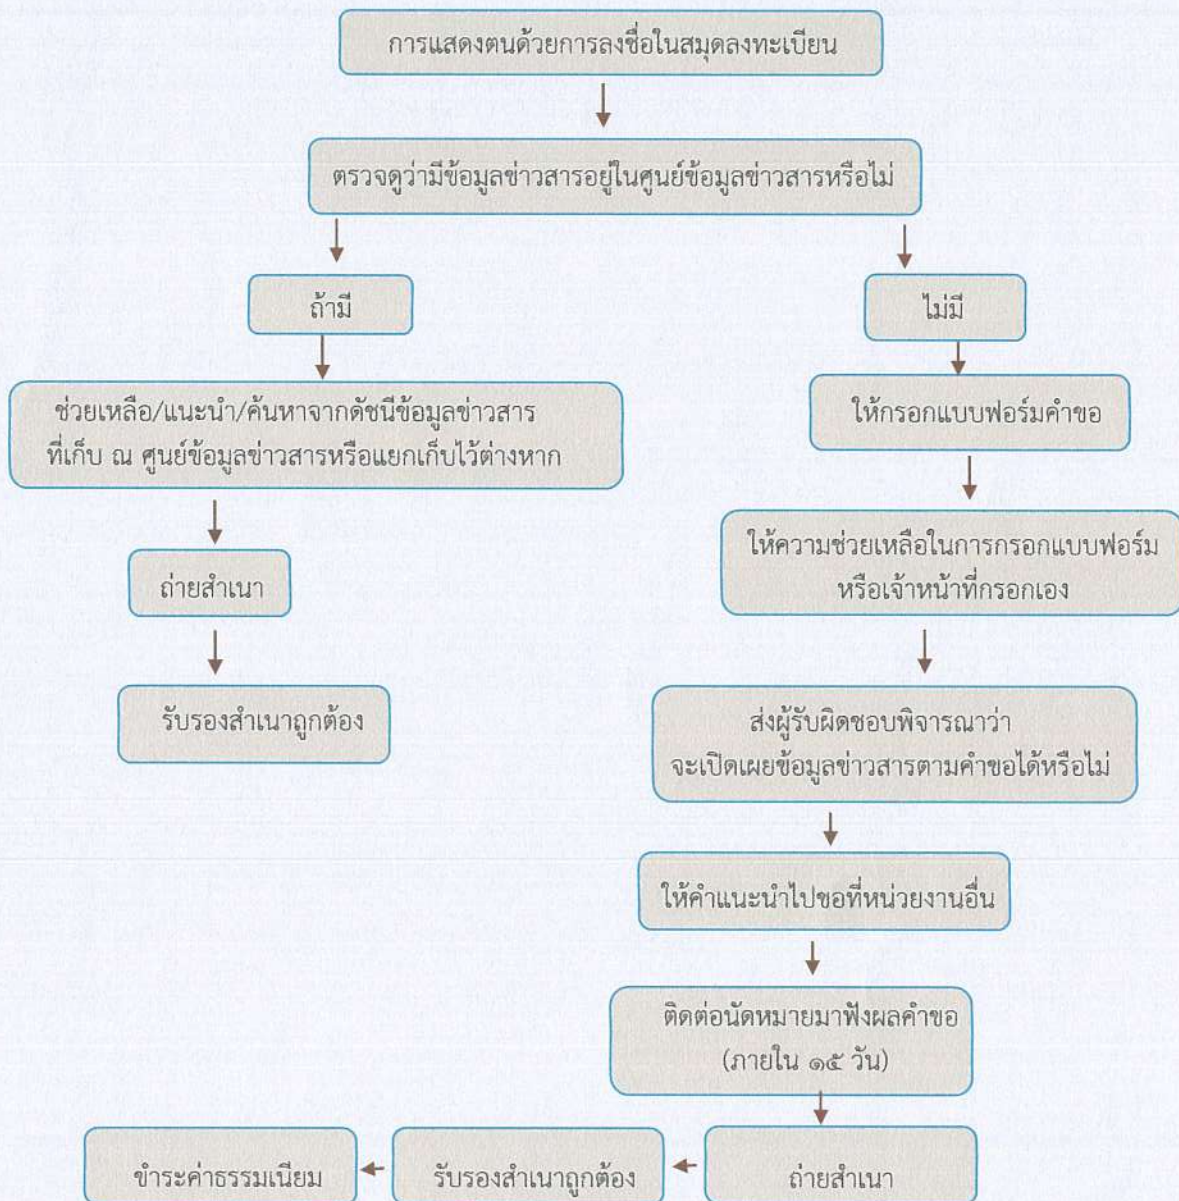 การแสดงตนด้วยการลงชื่อในสมุดลงทะเบียน
ตรวจดูว่ามีข้อมูลข่าวสารอยู่ในศูนย์ข้อมูลข่าวสารหรือไม่
ถ้ามี
ไม่มี
ช่วยเหลือ/แนะนำ/ค้นหาจากดัชนีข้อมูลข่าวสาร
ที่เก็บ ณ ศูนย์ข้อมูลข่าวสารหรือแยกเก็บไว้ต่างหาก
ให้กรอกแบบฟอร์มคำขอ
ให้ความช่วยเหลือในการกรอกแบบฟอร์ม
หรือเจ้าหน้าที่กรอกเอง
ถ่ายสำเนา
รับรองสำเนาถูกต้อง
ส่งผู้รับผิดชอบพิจารณาว่า
จะเปิดเผยข้อมูลข่าวสารตามคำขอได้หรือไม่
ให้คำแนะนำไปขอที่หน่วยงานอื่น
ติดต่อนัดหมายมาฟังผลคำขอ
(ภายใน ๑๕ วัน)
ถ่ายสำเนา
รับรองสำเนาถูกต้อง
ชำระค่าธรรมเนียม